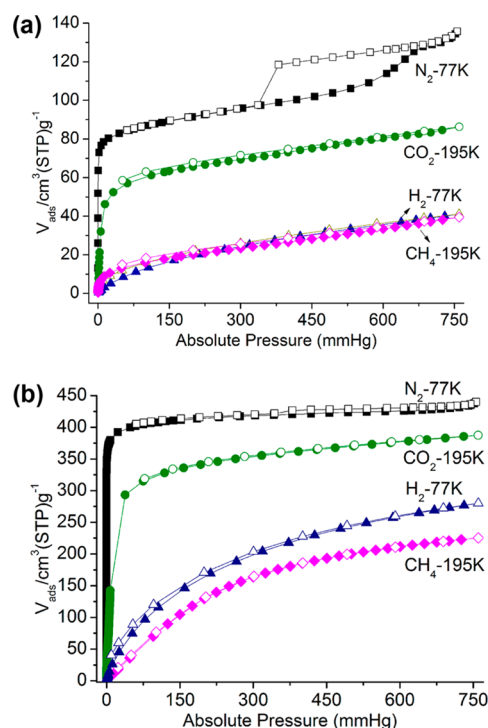 (a)
140
120
100
80
60
40
20
0
V_ads/cm³(STP)g⁻¹
N₂-77K
CO₂-195K
H₂-77K
CH₄-195K
0 150 300 450 600 750
Absolute Pressure (mmHg)
(b)
450
400
350
300
250
200
150
100
50
0
V_ads/cm³(STP)g⁻¹
N₂-77K
CO₂-195K
H₂-77K
CH₄-195K
0 150 300 450 600 750
Absolute Pressure (mmHg)